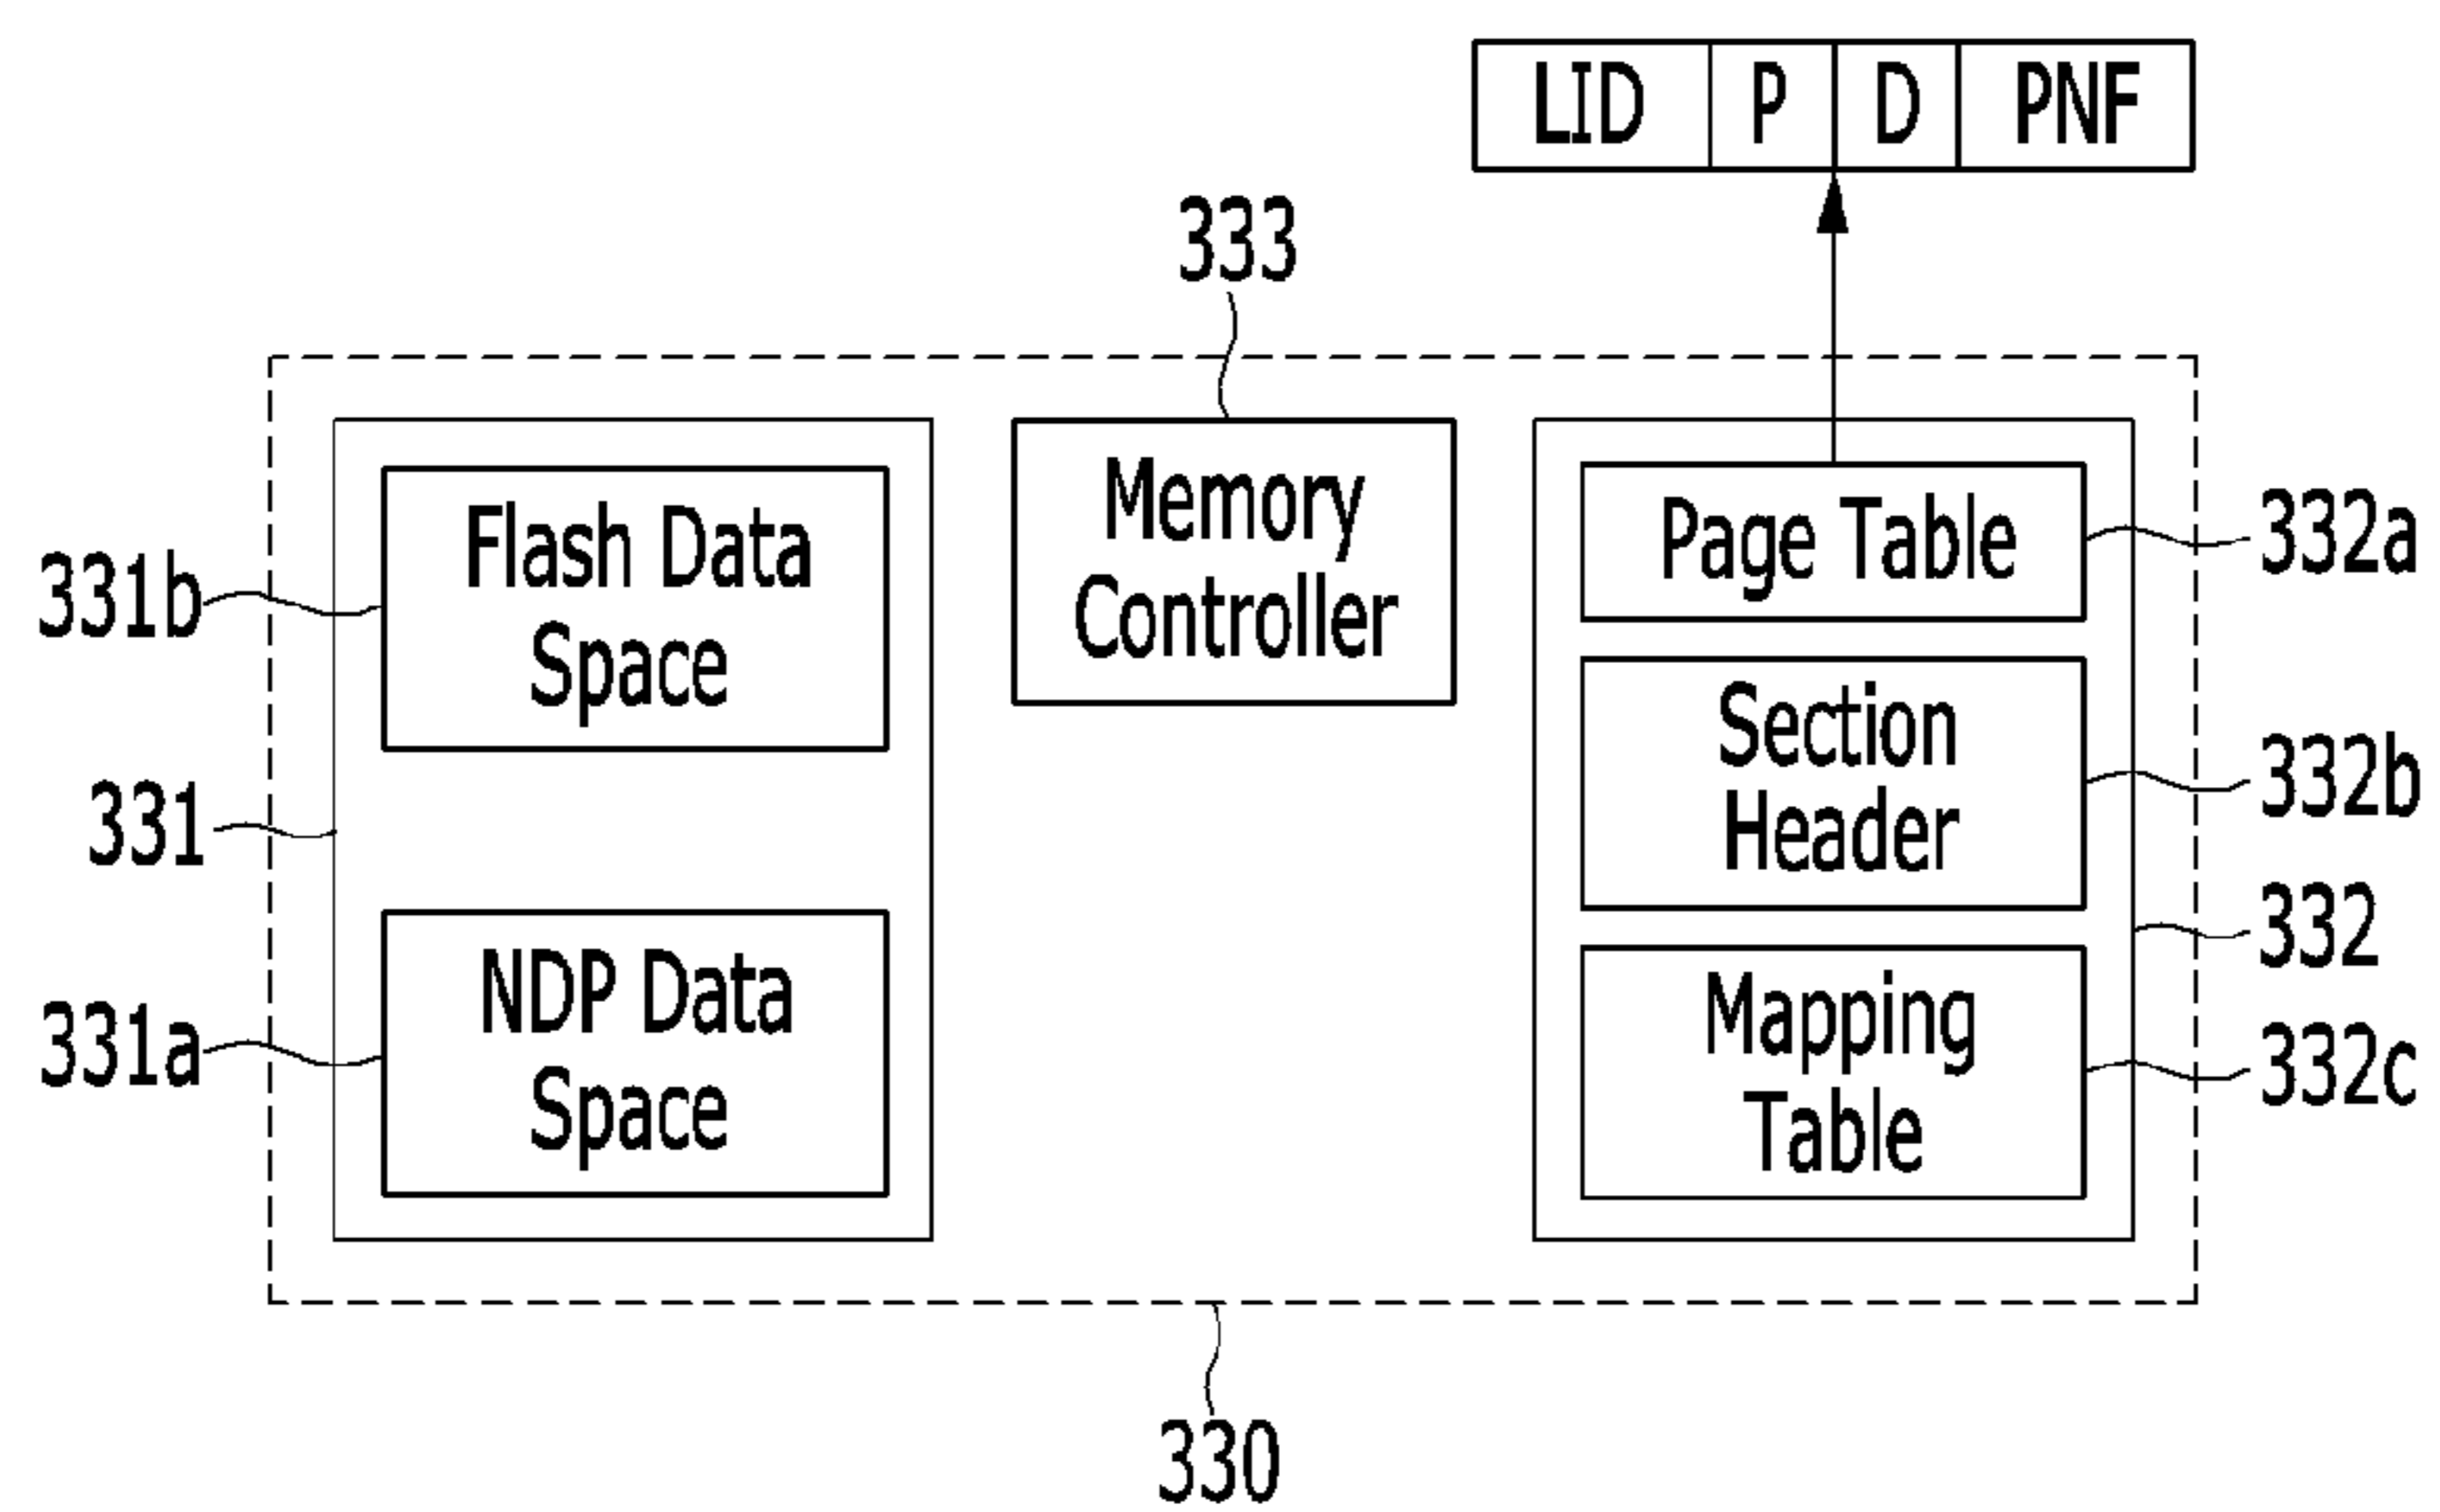 LID P D PNF
333
Flash Data
Space
331b
331
NDP Data
Space
331a
Memory
Controller
Page Table
332a
Section
Header
332b
332
Mapping
Table
332c
330